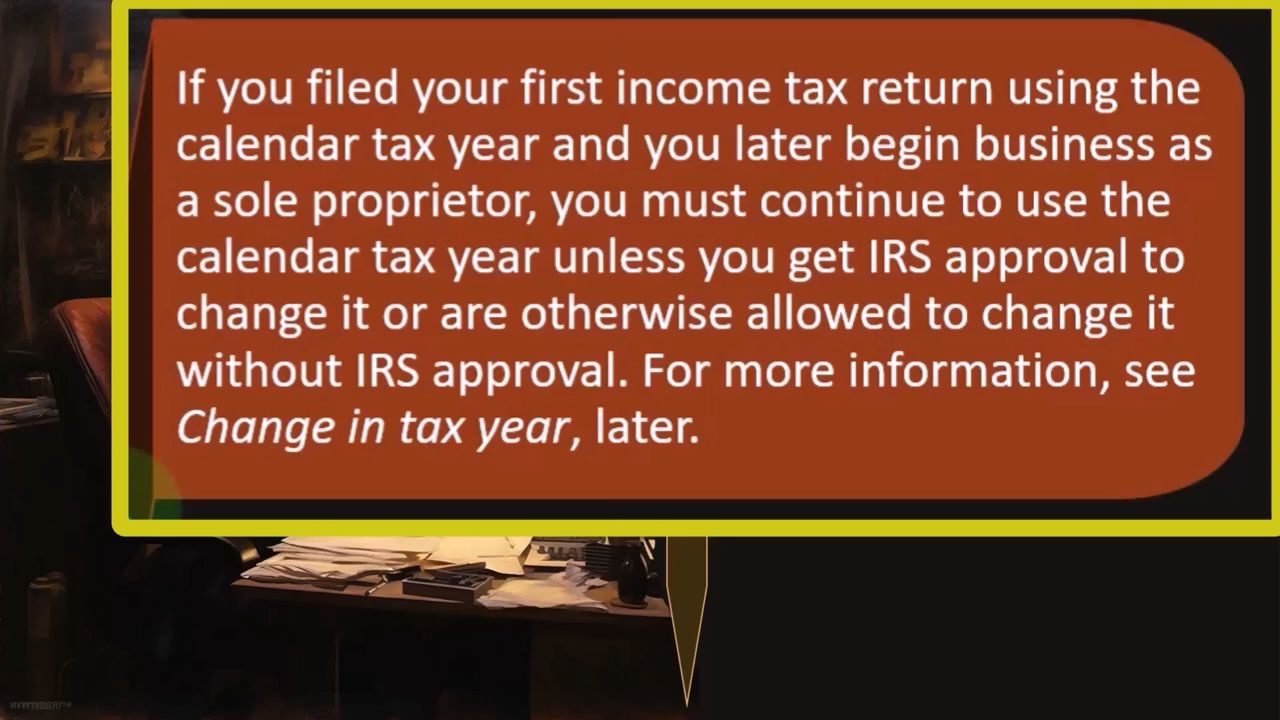 If you filed your first income tax return using the
calendar tax year and you later begin business as
a sole proprietor, you must continue to use the
calendar tax year unless you get IRS approval to
change it or are otherwise allowed to change it
without IRS approval. For more information, see
Change in tax year, later.